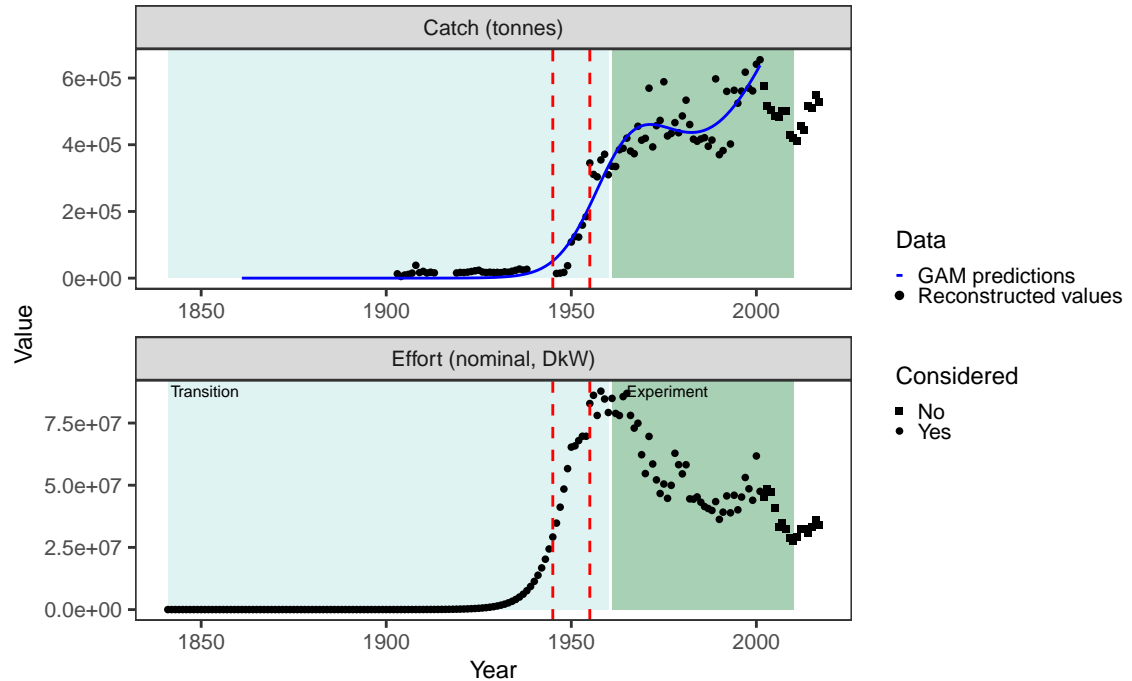 Catch (tonnes)
6e+05
4e+05
2e+05
0e+00
1850 1900 1950 2000
Value
Effort (nominal, DkW)
Transition Experiment
7.5e+07
5.0e+07
2.5e+07
0.0e+00
1850 1900 1950 2000
Year
Data
GAM predictions
Reconstructed values
Considered
No
Yes